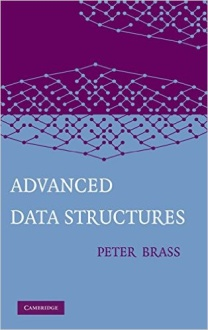 ADVANCED
DATA STRUCTURES
PETER BRASS
CAMBRIDGE